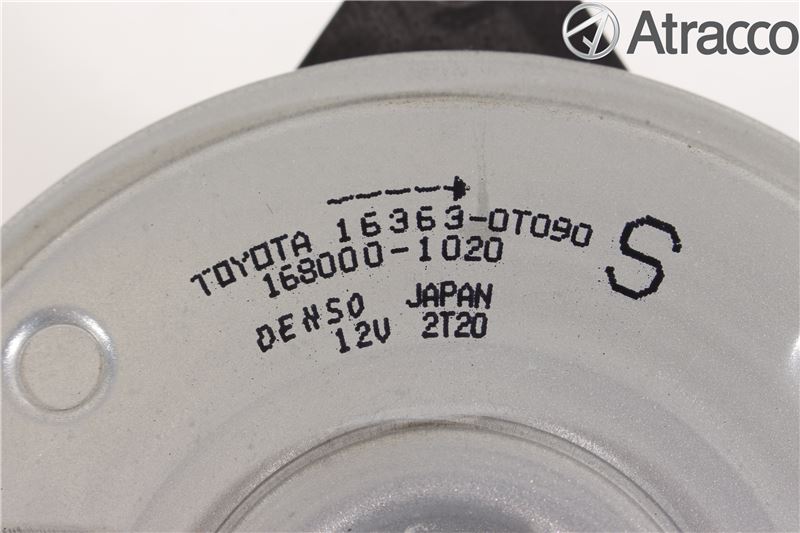 Atracco
TOYOTA 16363-0T090
168000-1020
S
DENSO JAPAN
12V 2T20